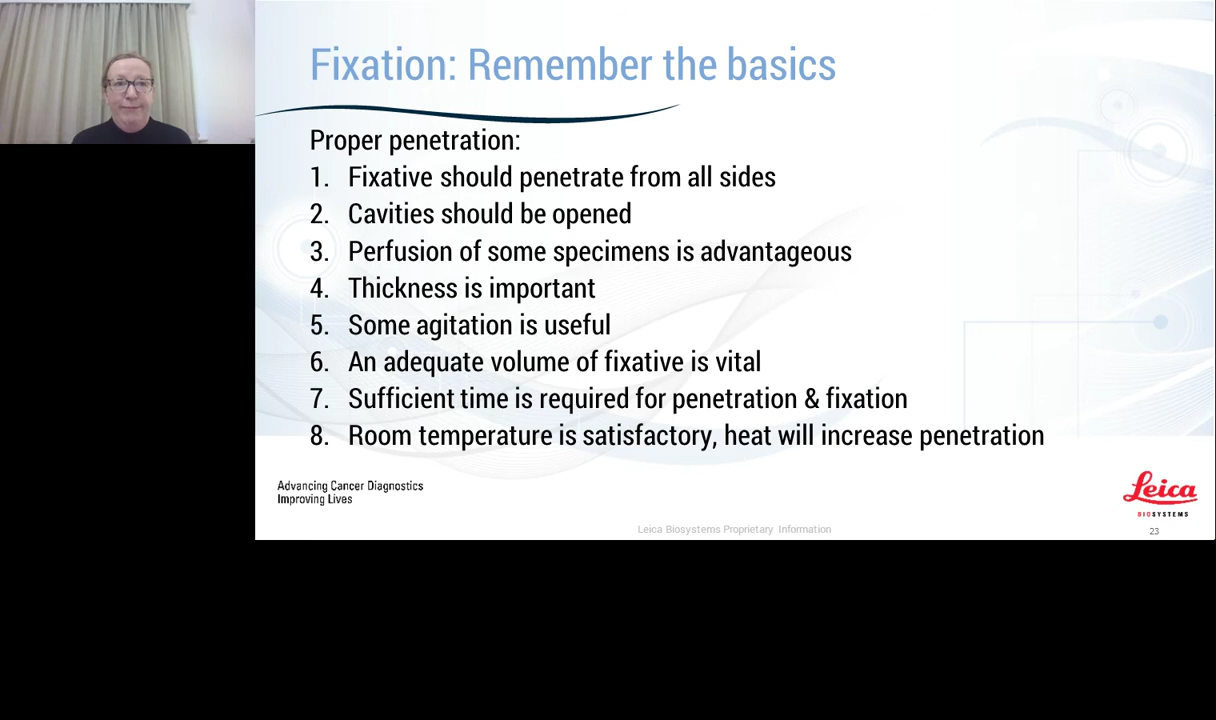 Fixation: Remember the basics
Proper penetration:
1. Fixative should penetrate from all sides
2. Cavities should be opened
3. Perfusion of some specimens is advantageous
4. Thickness is important
5. Some agitation is useful
6. An adequate volume of fixative is vital
7. Sufficient time is required for penetration & fixation
8. Room temperature is satisfactory, heat will increase penetration
Advancing Cancer Diagnostics
Improving Lives
Leica
BIOSYSTEMS
Leica Biosystems Proprietary Information
23